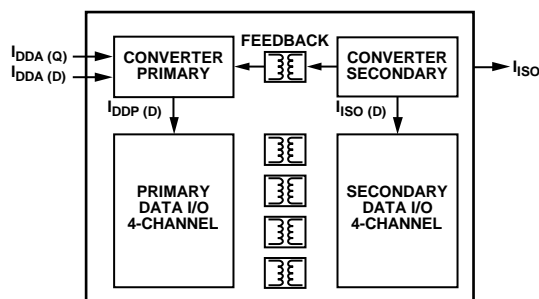 FEEDBACK
I_DDA (Q)
I_DDA (D)
CONVERTER
PRIMARY
CONVERTER
SECONDARY
I_ISO
I_DDP (D)
I_ISO (D)
PRIMARY
DATA I/O
4-CHANNEL
SECONDARY
DATA I/O
4-CHANNEL